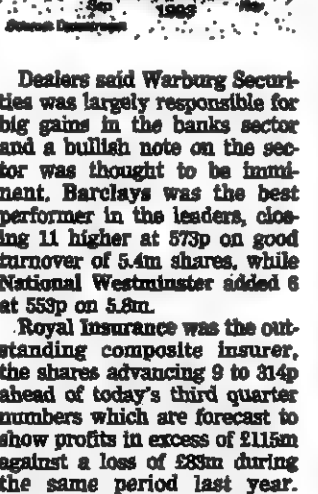 Sep 1993 Nov
Dealers said Warburg Securi-
ties was largely responsible for
big gains in the banks sector
and a bullish note on the sec-
tor was thought to be immi-
nent. Barclays was the best
performer in the leaders, clos-
ing 11 higher at 573p on good
turnover of 5.4m shares, while
National Westminster added 6
at 553p on 5.8m.
Royal Insurance was the out-
standing composite insurer,
the shares advancing 9 to 314p
ahead of today's third quarter
numbers which are forecast to
show profits in excess of £115m
against a loss of £83m during
the same period last year.